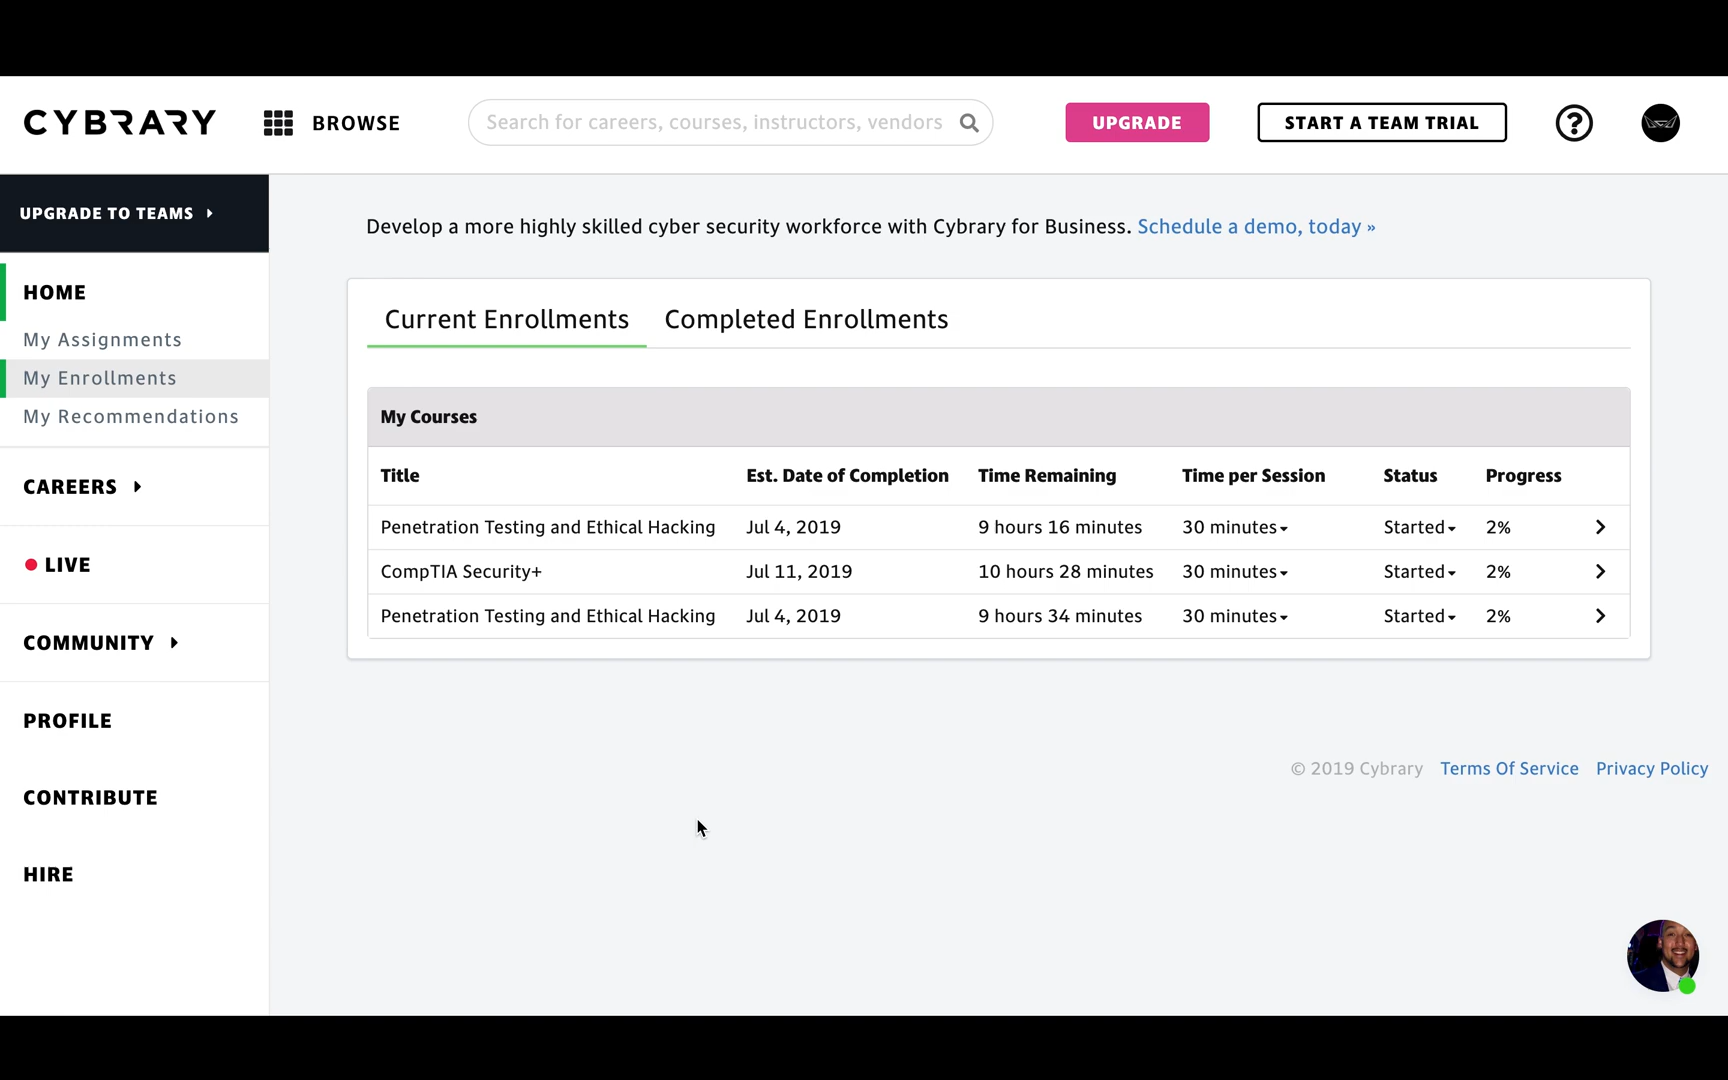 CYBRARY
BROWSE
Search for careers, courses, instructors, vendors
UPGRADE
START A TEAM TRIAL
?
UPGRADE TO TEAMS
HOME
My Assignments
My Enrollments
My Recommendations
CAREERS
LIVE
COMMUNITY
PROFILE
CONTRIBUTE
HIRE
Develop a more highly skilled cyber security workforce with Cybrary for Business. Schedule a demo, today »
Current Enrollments Completed Enrollments
My Courses
Title Est. Date of Completion Time Remaining Time per Session Status Progress
Penetration Testing and Ethical Hacking Jul 4, 2019 9 hours 16 minutes 30 minutes Started 2%
CompTIA Security+ Jul 11, 2019 10 hours 28 minutes 30 minutes Started 2%
Penetration Testing and Ethical Hacking Jul 4, 2019 9 hours 34 minutes 30 minutes Started 2%
© 2019 Cybrary Terms Of Service Privacy Policy